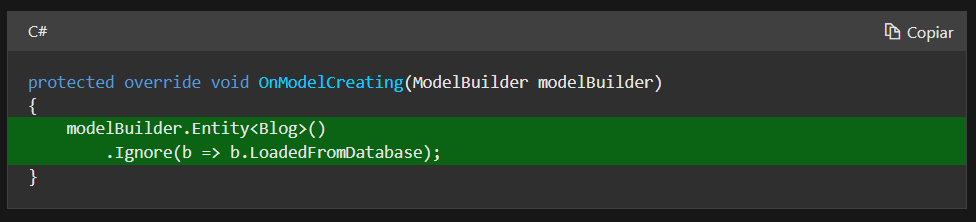 C#
Copiar
protected override void OnModelCreating(ModelBuilder modelBuilder)
{
    modelBuilder.Entity<Blog>()
        .Ignore(b => b.LoadedFromDatabase);
}